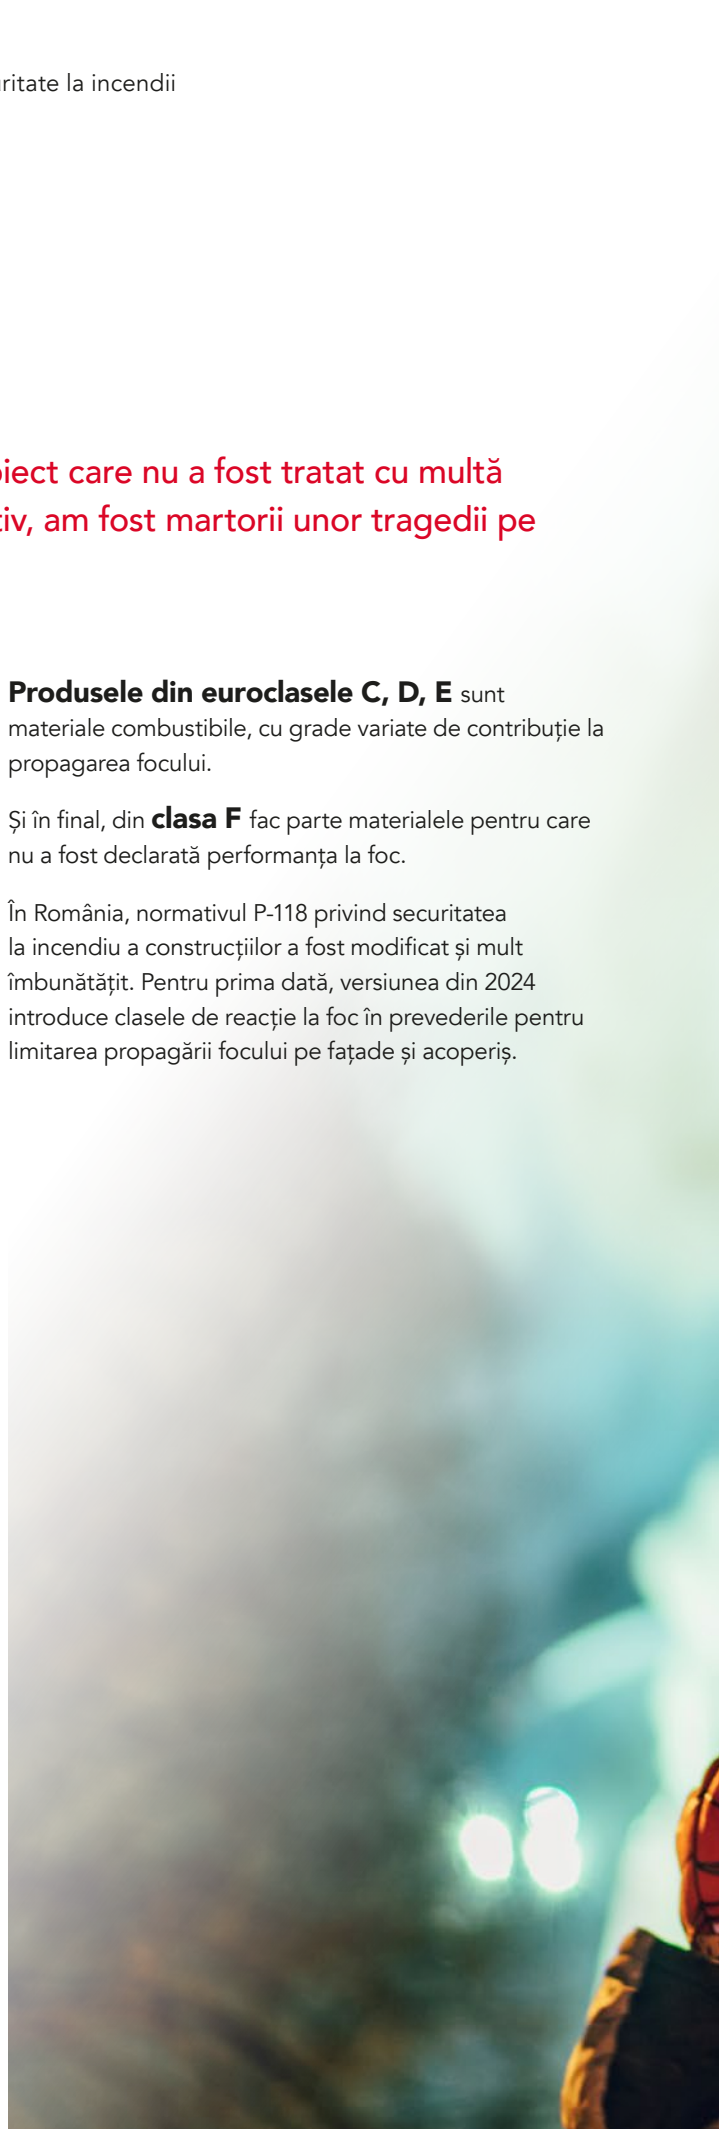 la incendii
care nu a fost tratat cu multă
am fost martorii unor tragedii pe
Produsele din euroclasele C, D, E sunt
materiale combustibile, cu grade variate de contribuție la
propagarea focului.
Și în final, din clasa F fac parte materialele pentru care
nu a fost declarată performanța la foc.
În România, normativul P-118 privind securitatea
la incendiu a construcțiilor a fost modificat și mult
îmbunătățit. Pentru prima dată, versiunea din 2024
introduce clasele de reacție la foc în prevederile pentru
limitarea propagării focului pe fațade și acoperiș.